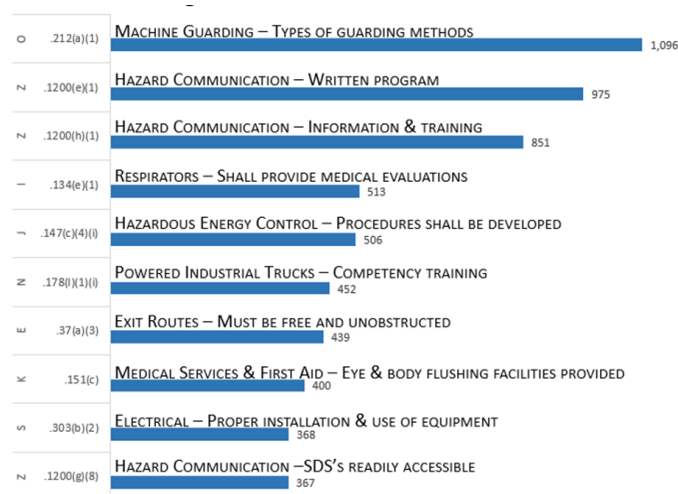 O .212(a)(1) MACHINE GUARDING – TYPES OF GUARDING METHODS 1,096
Z .1200(e)(1) HAZARD COMMUNICATION – WRITTEN PROGRAM 975
Z .1200(h)(1) HAZARD COMMUNICATION – INFORMATION & TRAINING 851
I .134(e)(1) RESPIRATORS – SHALL PROVIDE MEDICAL EVALUATIONS 513
J .147(c)(4)(i) HAZARDOUS ENERGY CONTROL – PROCEDURES SHALL BE DEVELOPED 506
N .178(l)(1)(i) POWERED INDUSTRIAL TRUCKS – COMPETENCY TRAINING 452
E .37(a)(3) EXIT ROUTES – MUST BE FREE AND UNOBSTRUCTED 439
K .151(c) MEDICAL SERVICES & FIRST AID – EYE & BODY FLUSHING FACILITIES PROVIDED 400
S .303(b)(2) ELECTRICAL – PROPER INSTALLATION & USE OF EQUIPMENT 368
Z .1200(g)(8) HAZARD COMMUNICATION –SDS'S READILY ACCESSIBLE 367